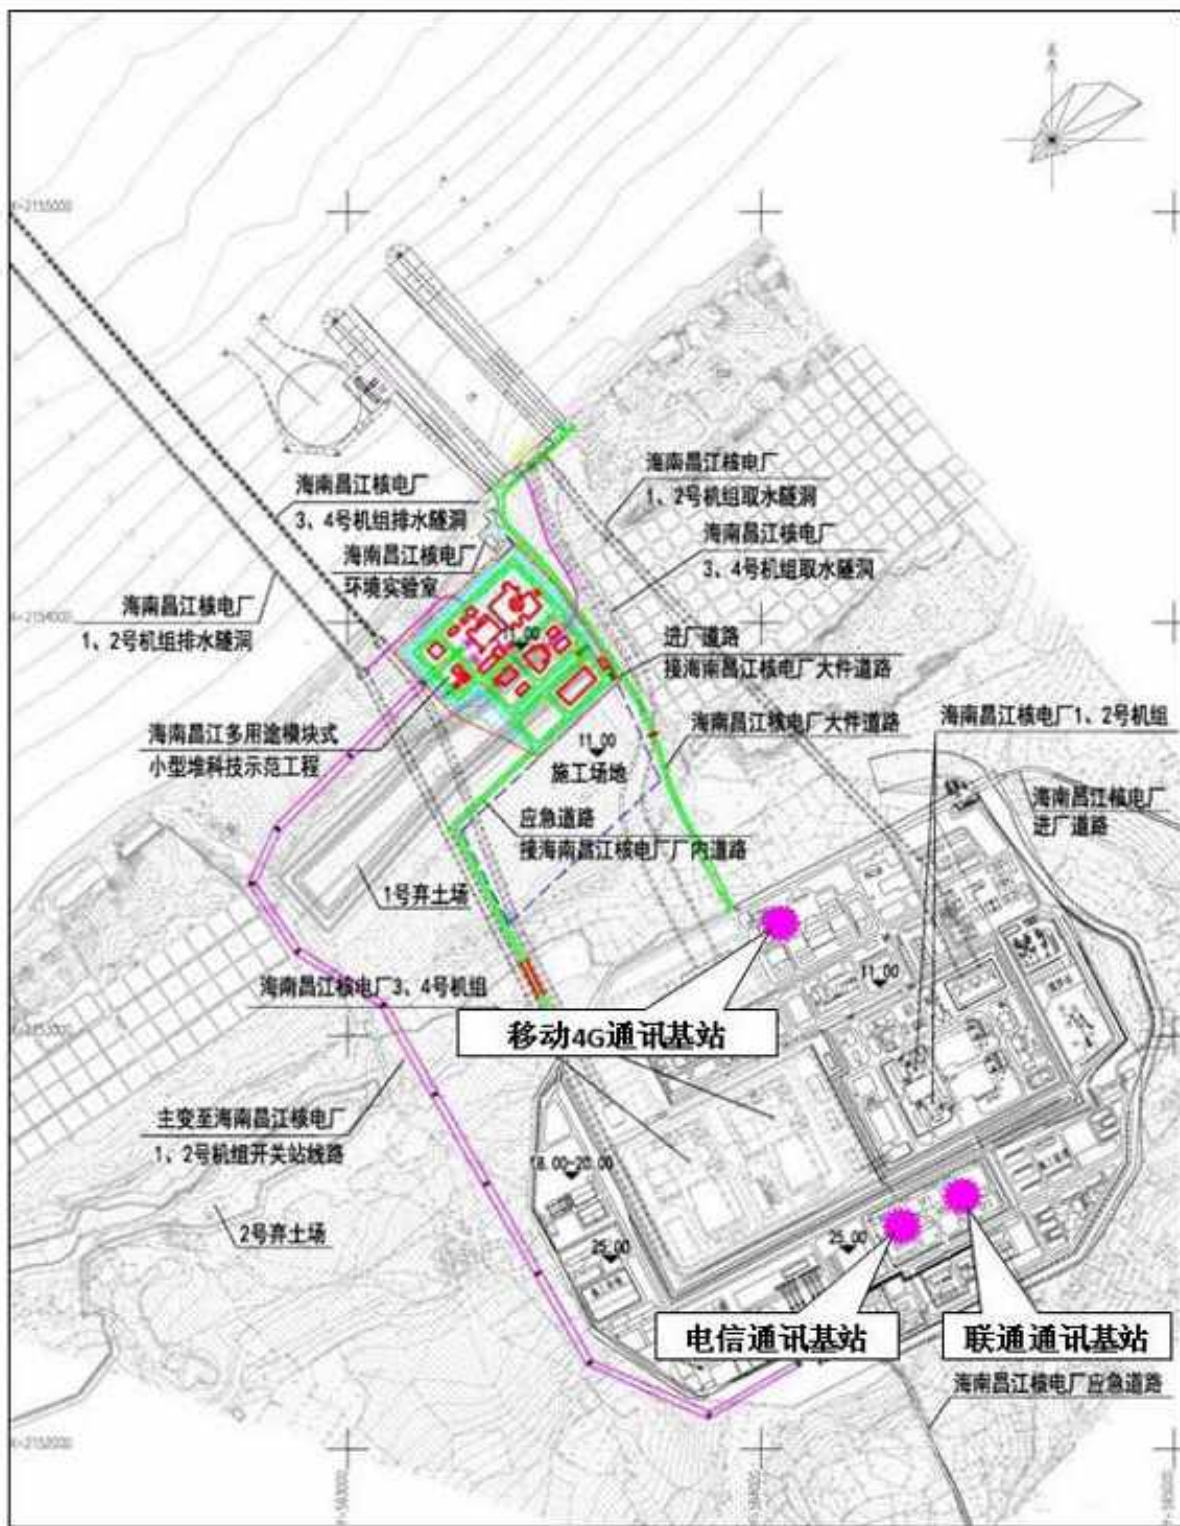 X=2155000
海南昌江核电厂
3、4号机组排水隧洞
海南昌江核电厂
1、2号机组取水隧洞
海南昌江核电厂
环境实验室
海南昌江核电厂
3、4号机组取水隧洞
海南昌江核电厂
1、2号机组排水隧洞
X=2154000
11.00
进厂道路
接海南昌江核电厂大件道路
海南昌江多用途模块式
小型堆科技示范工程
海南昌江核电厂大件道路
海南昌江核电厂1、2号机组
11.00
施工场地
海南昌江核电厂
进厂道路
应急道路
接海南昌江核电厂厂内道路
1号弃土场
11.00
海南昌江核电厂3、4号机组
移动4G通讯基站
X=2153000
主变至海南昌江核电厂
1、2号机组开关站线路
18.00-20.00
2号弃土场
25.00
25.00
电信通讯基站
联通通讯基站
海南昌江核电厂应急道路
X=2152000